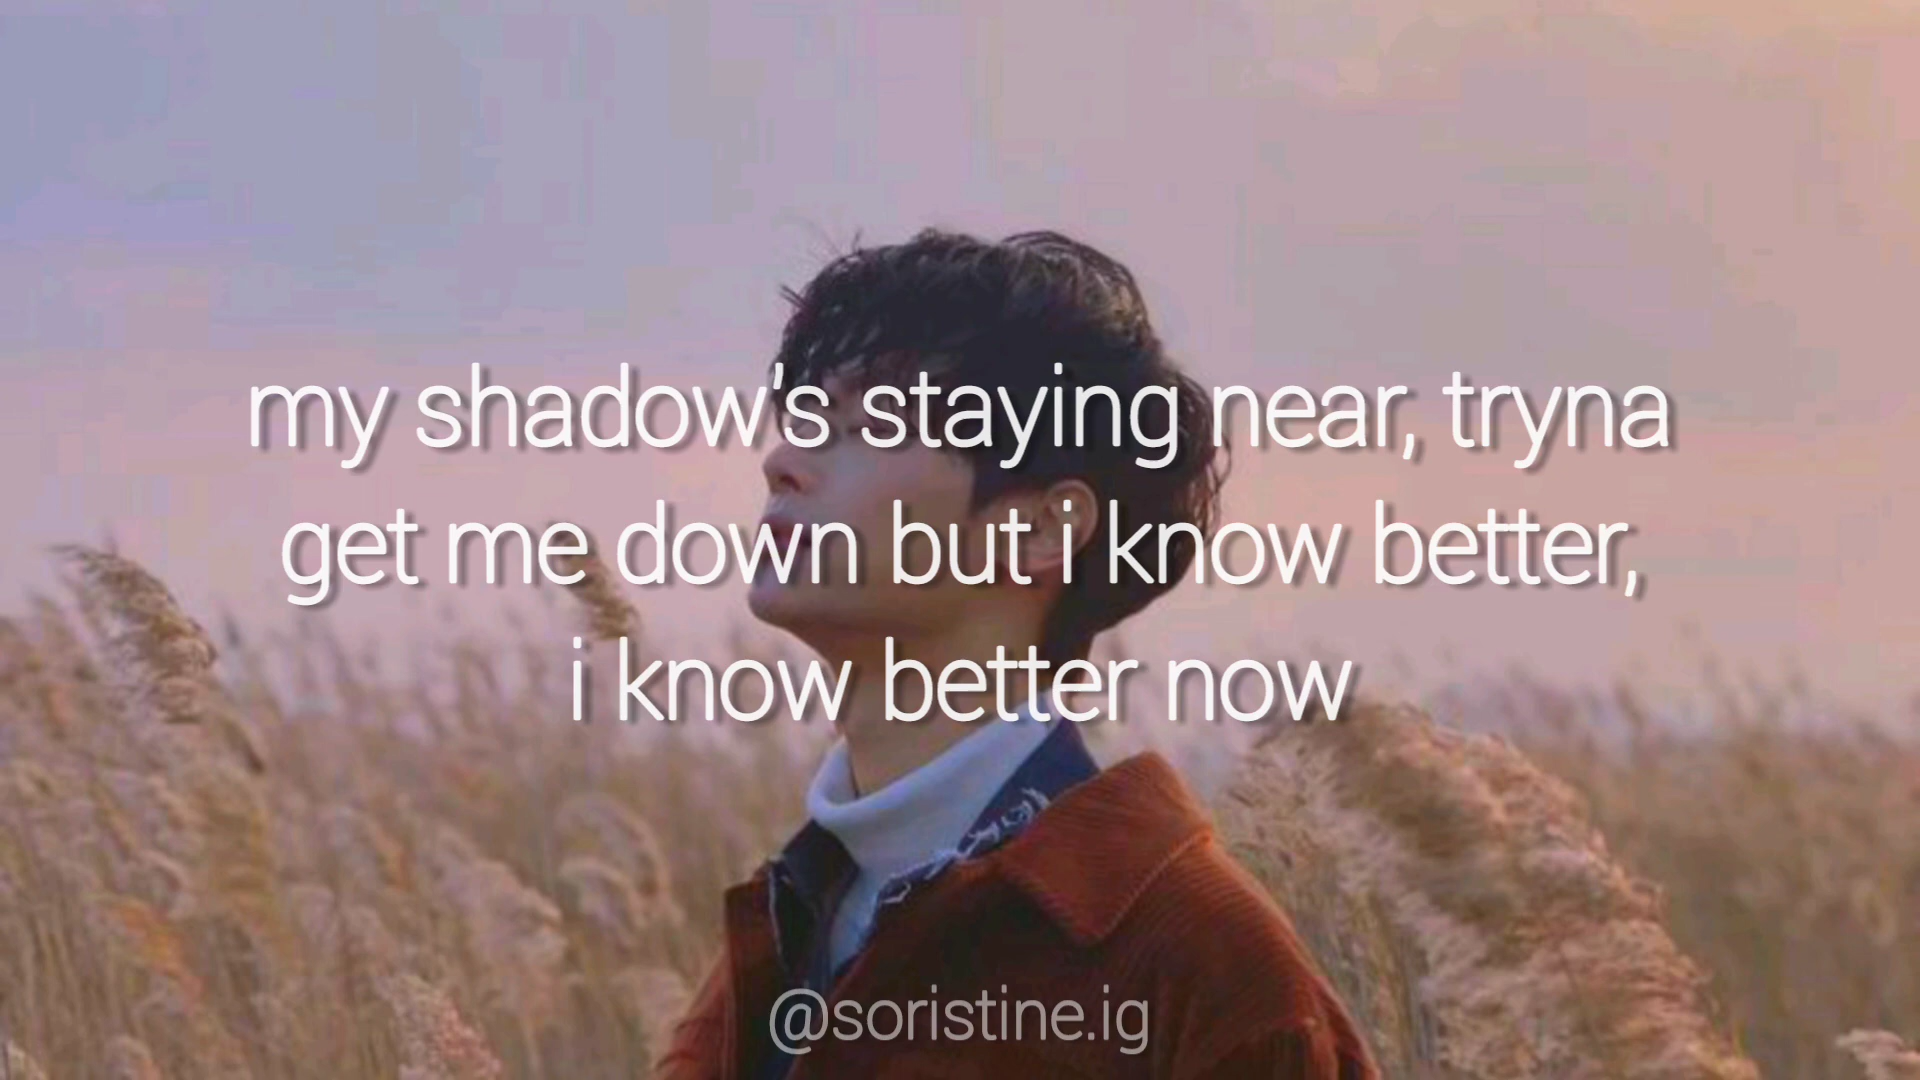 my shadow's staying near, tryna
get me down but i know better,
i know better now
@soristine.ig